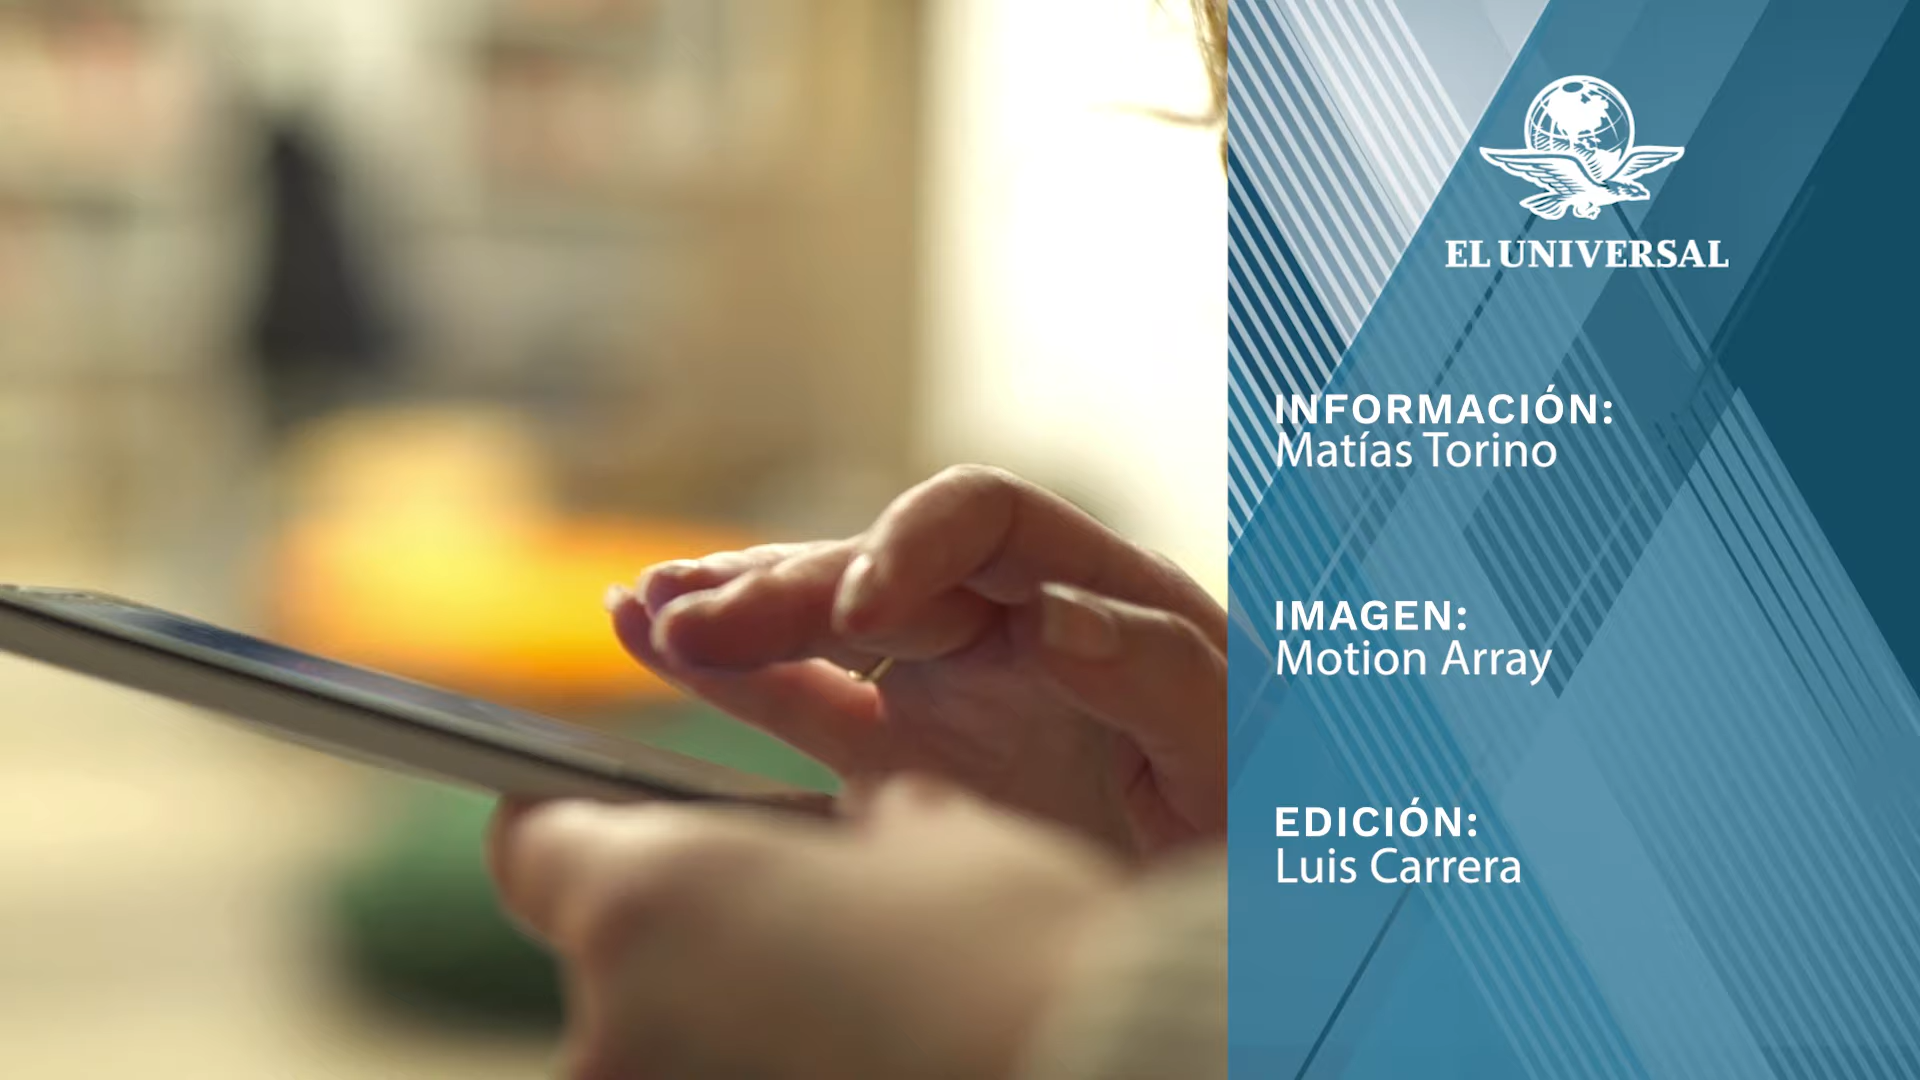 EL UNIVERSAL
INFORMACIÓN:
Matías Torino
IMAGEN:
Motion Array
EDICIÓN:
Luis Carrera